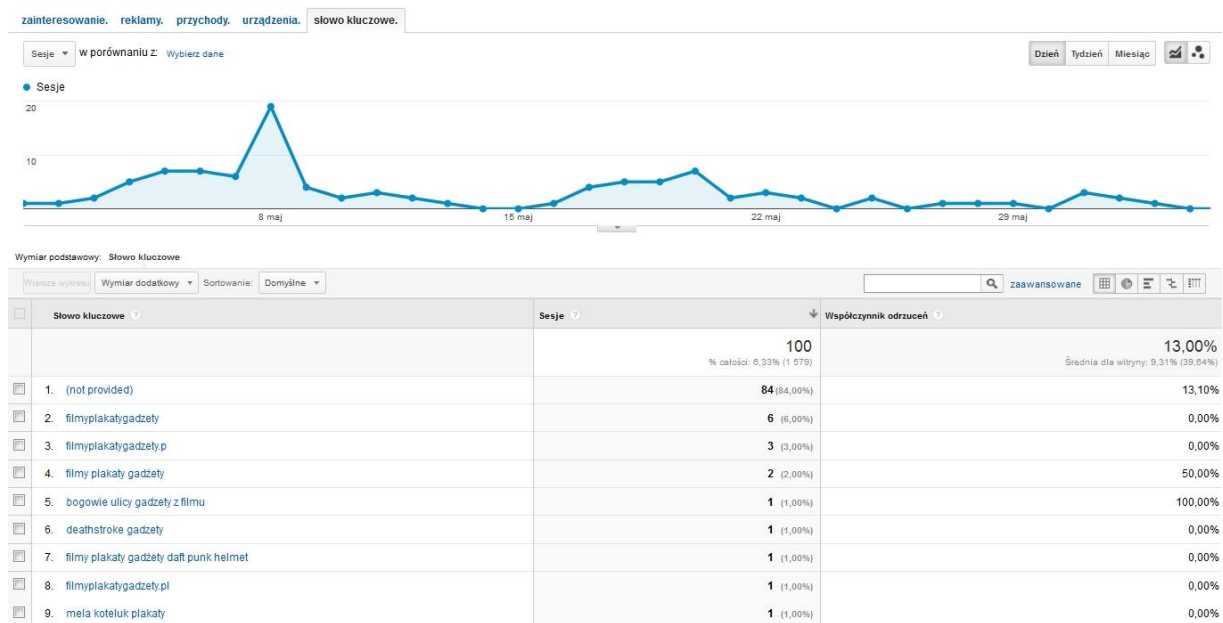 zainteresowanie. reklamy. przychody. urządzenia. słowo kluczowe.
Sesje w porównaniu z: Wybierz dane Dzień Tydzień Miesiąc
Sesje
20
10
8 maj 15 maj 22 maj 29 maj
Wymiar podstawowy: Słowo kluczowe
Wiersze wykresu Wymiar dodatkowy Sortowanie: Domyślne zaawansowane
Słowo kluczowe ? Sesje ? Współczynnik odrzuceń ?
100 13,00%
% całości: 6,33% (1 579) Średnia dla witryny: 9,31% (39,64%)
1. (not provided) 84 (84,00%) 13,10%
2. filmyplakatygadzety 6 (6,00%) 0,00%
3. filmyplakatygadzety.p 3 (3,00%) 0,00%
4. filmy plakaty gadżety 2 (2,00%) 50,00%
5. bogowie ulicy gadzety z filmu 1 (1,00%) 100,00%
6. deathstroke gadzety 1 (1,00%) 0,00%
7. filmy plakaty gadżety daft punk helmet 1 (1,00%) 0,00%
8. filmyplakatygadzety.pl 1 (1,00%) 0,00%
9. mela koteluk plakaty 1 (1,00%) 0,00%